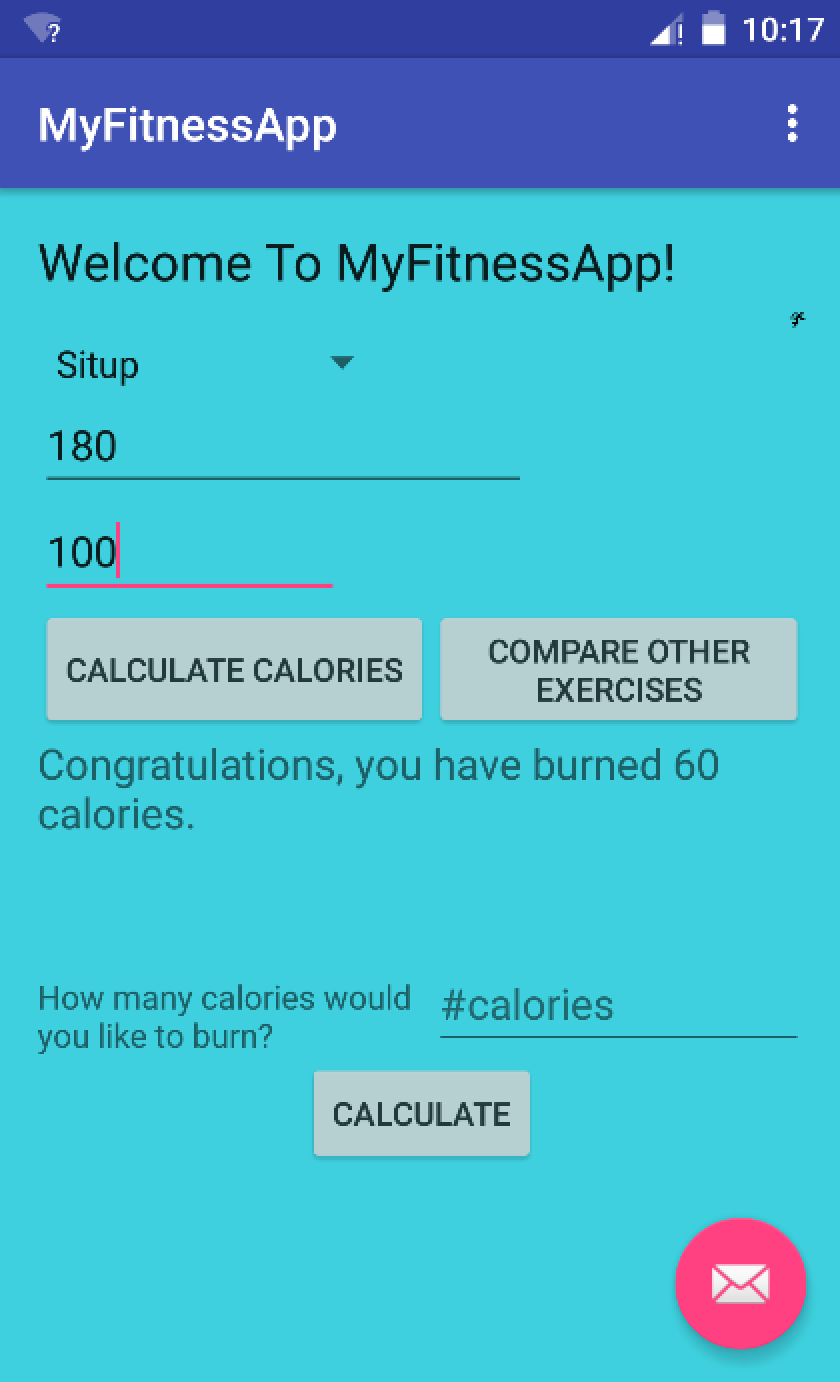 10:17
MyFitnessApp
Welcome To MyFitnessApp!
Situp
180
100
CALCULATE CALORIES
COMPARE OTHER
EXERCISES
Congratulations, you have burned 60
calories.
How many calories would
you like to burn?
#calories
CALCULATE